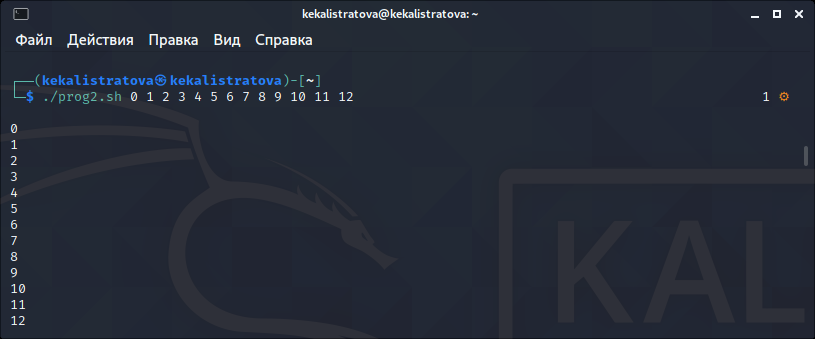 kekalistratova@kekalistratova: ~
Файл Действия Правка Вид Справка
┌──(kekalistratova㉿kekalistratova)-[~]
└─$ ./prog2.sh 0 1 2 3 4 5 6 7 8 9 10 11 12 1 ⚙
0
1
2
3
4
5
6
7
8
9
10
11
12
KAL